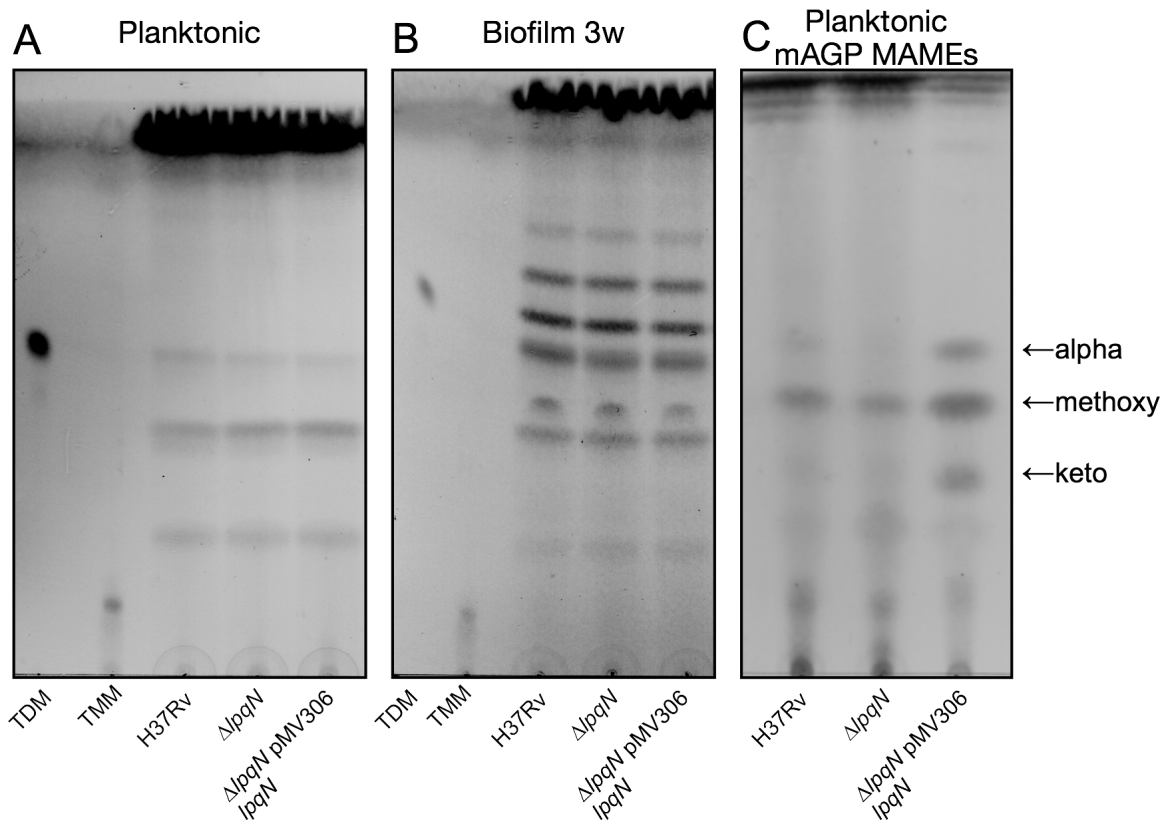 A
Planktonic
B
Biofilm 3w
C
Planktonic
mAGP MAMEs
←alpha
←methoxy
←keto
TDM
TMM
H37Rv
ΔlpqN
ΔlpqN pMV306
lpqN
TDM
TMM
H37Rv
ΔlpqN
ΔlpqN pMV306
lpqN
H37Rv
ΔlpqN
ΔlpqN pMV306
lpqN